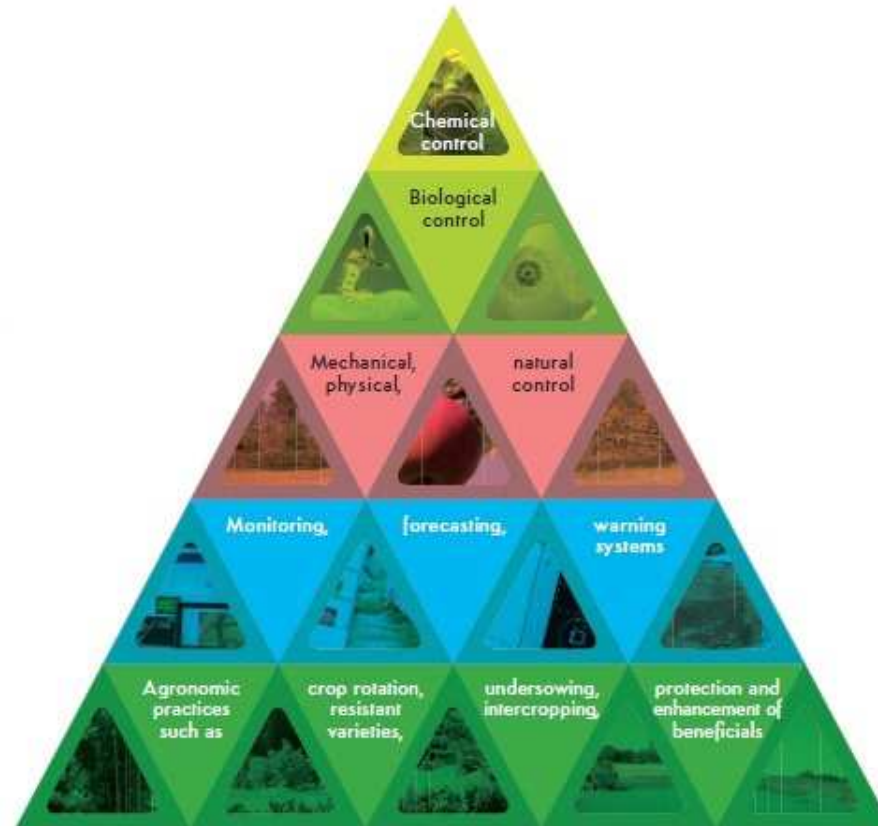 Chemical
control
Biological
control
Mechanical,
physical,
natural
control
Monitoring,
forecasting,
warning
systems
Agronomic
practices
such as
crop rotation,
resistant
varieties,
undersowing,
intercropping,
protection and
enhancement of
beneficials